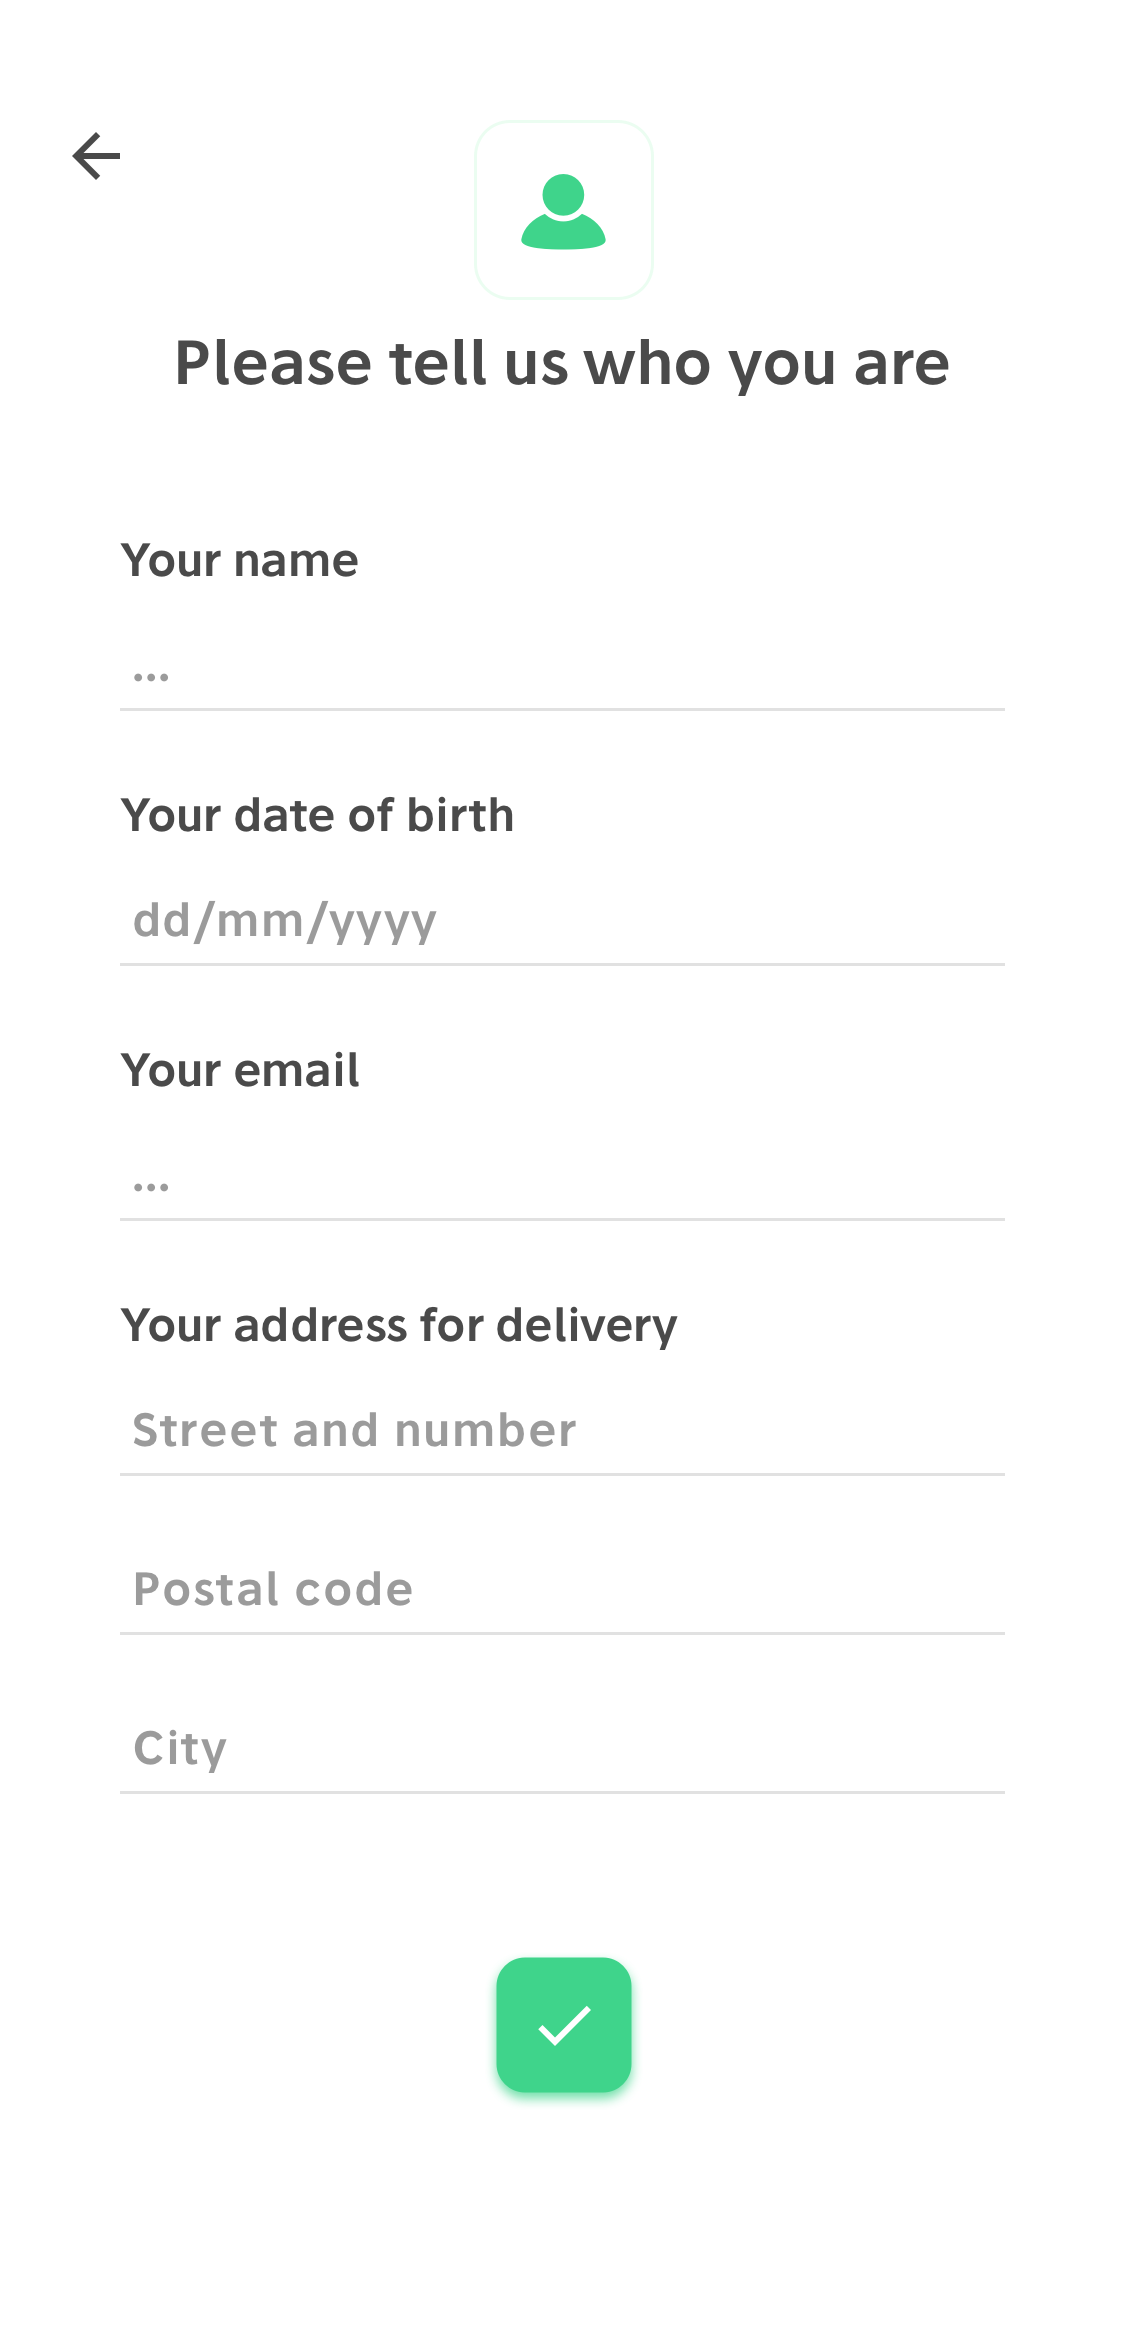 Please tell us who you are
Your name
...
Your date of birth
dd/mm/yyyy
Your email
...
Your address for delivery
Street and number
Postal code
City